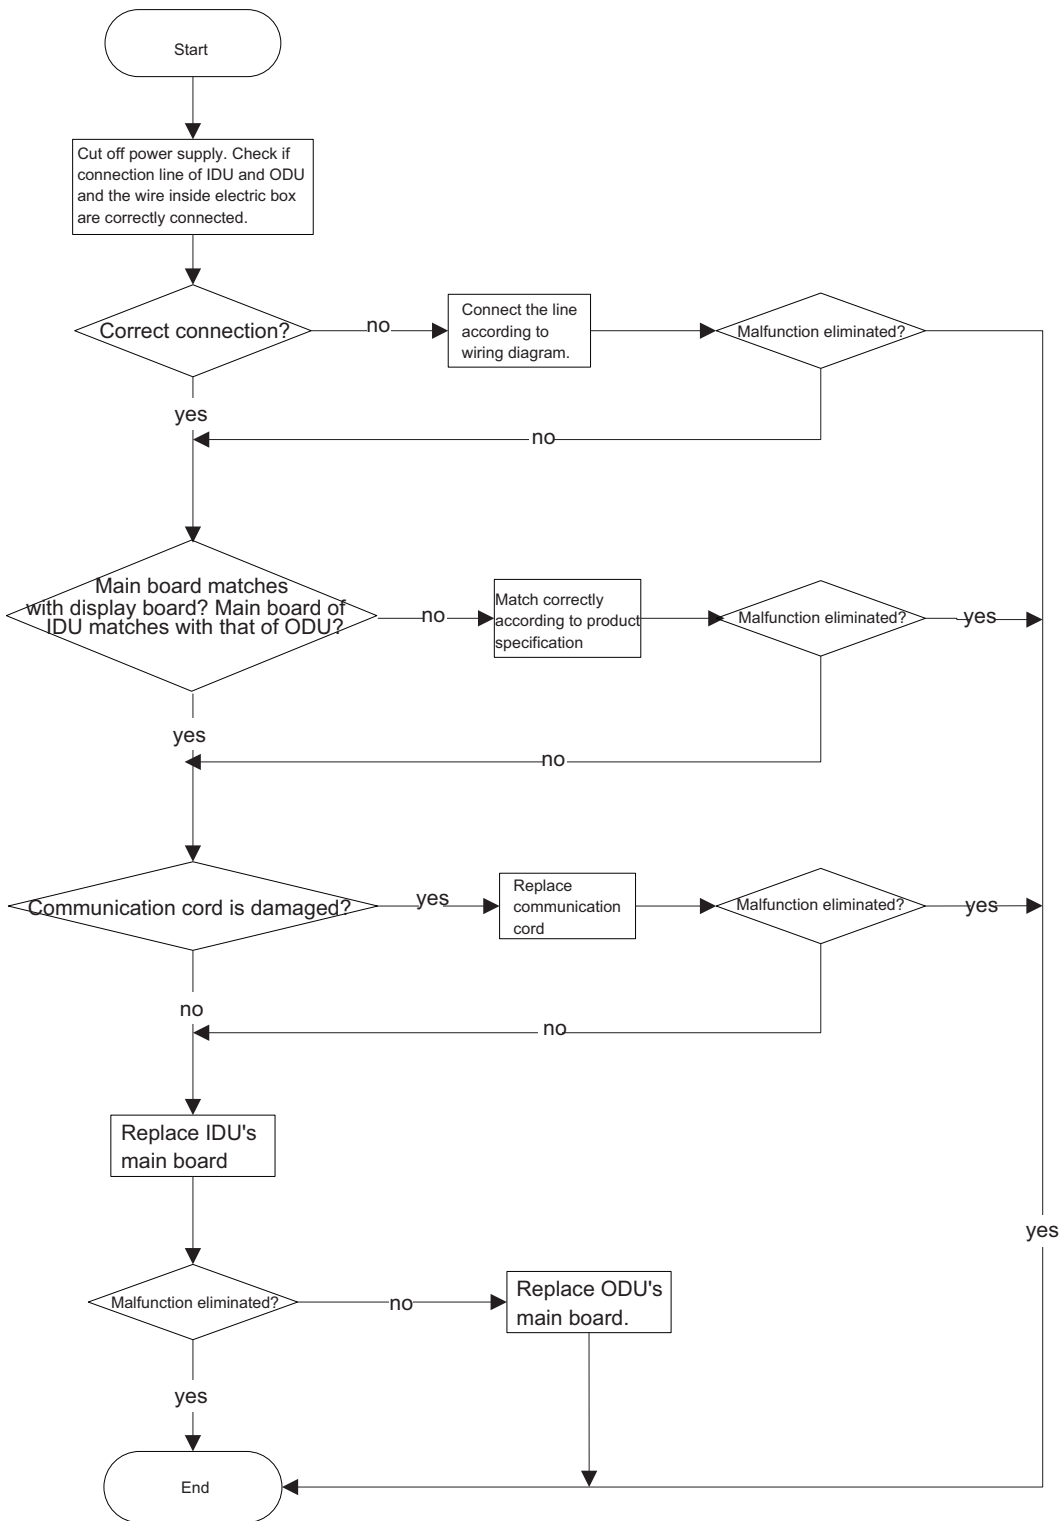 Start
Cut off power supply. Check if
connection line of IDU and ODU
and the wire inside electric box
are correctly connected.
Correct connection?
no
Connect the line
according to
wiring diagram.
Malfunction eliminated?
yes
no
Main board matches
with display board? Main board of
IDU matches with that of ODU?
no
Match correctly
according to product
specification
Malfunction eliminated?
yes
yes
no
Communication cord is damaged?
yes
Replace
communication
cord
Malfunction eliminated?
yes
no
no
Replace IDU's
main board
yes
Malfunction eliminated?
no
Replace ODU's
main board.
yes
End